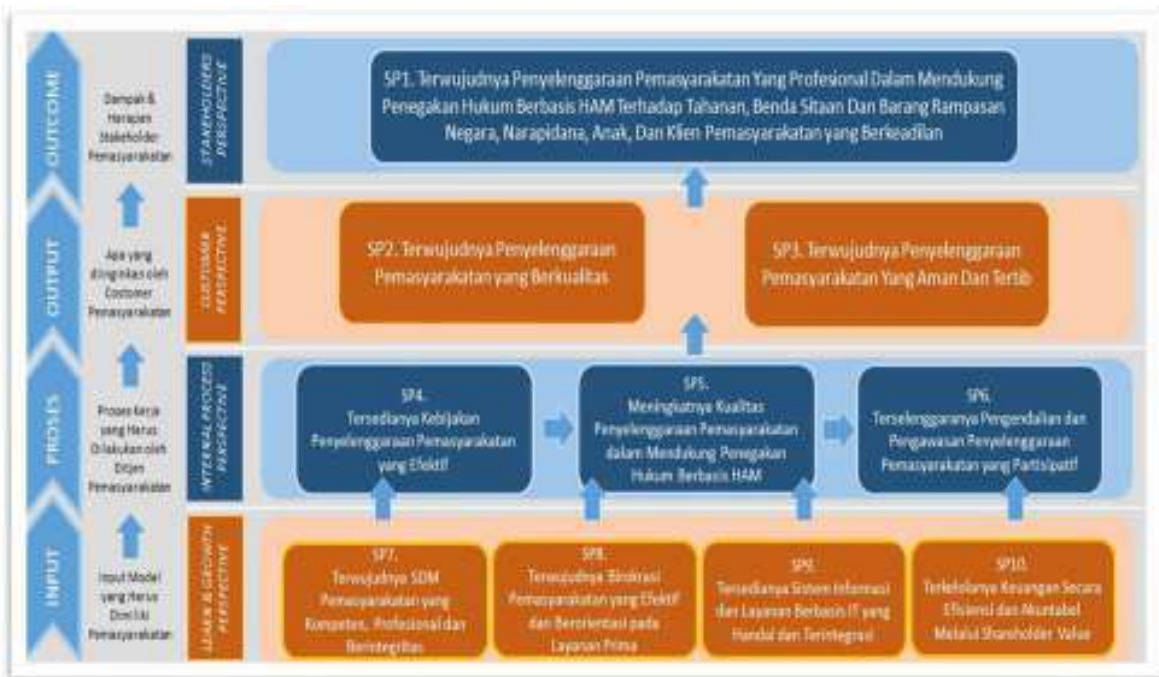 OUTCOME
Dampak &
Harapan
Stakeholder
Pemasyarakatan
STAKEHOLDERS
PERSPECTIVE
SP1. Terwujudnya Penyelenggaraan Pemasyarakatan Yang Profesional Dalam Mendukung
Penegakan Hukum Berbasis HAM Terhadap Tahanan, Benda Sitaan Dan Barang Rampasan
Negara, Narapidana, Anak, Dan Klien Pemasyarakatan yang Berkeadilan
OUTPUT
Apa yang
diinginkan oleh
Costomer
Pemasyarakatan
CUSTOMER
PERSPECTIVE
SP2. Terwujudnya Penyelenggaraan
Pemasyarakatan yang Berkualitas
SP3. Terwujudnya Penyelenggaraan
Pemasyarakatan Yang Aman Dan Tertib
PROSES
Proses Kerja
yang Harus
Dilakukan oleh
Ditjen
Pemasyarakatan
INTERNAL PROCESS
PERSPECTIVE
SP4.
Tersedianya Kebijakan
Penyelenggaraan Pemasyarakatan
yang Efektif
SP5.
Meningkatnya Kualitas
Penyelenggaraan Pemasyarakatan
dalam Mendukung Penegakan
Hukum Berbasis HAM
SP6.
Terselenggaranya Pengendalian dan
Pengawasan Penyelenggaraan
Pemasyarakatan yang Partisipatif
INPUT
Input Model
yang Harus
Dimiliki
Pemasyarakatan
LEARN & GROWTH
PERSPECTIVE
SP7.
Terwujudnya SDM
Pemasyarakatan yang
Kompeten, Profesional dan
Berintegritas
SP8.
Terwujudnya Birokrasi
Pemasyarakatan yang Efektif
dan Berorientasi pada
Layanan Prima
SP9.
Tersedianya Sistem Informasi
dan Layanan Berbasis IT yang
Handal dan Terintegrasi
SP10.
Terkelolanya Keuangan Secara
Efisiensi dan Akuntabel
Melalui Shareholder Value